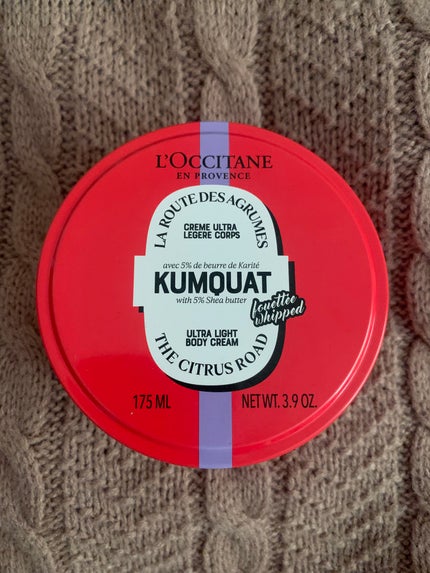 L'OCCITANE
EN PROVENCE
LA ROUTE DES AGRUMES
CREME ULTRA
LEGERE CORPS
avec 5% de beurre de Karité
KUMQUAT
with 5% Shea butter
fouettée
whipped
ULTRA LIGHT
BODY CREAM
THE CITRUS ROAD
175 ML
NET WT. 3.9 OZ.